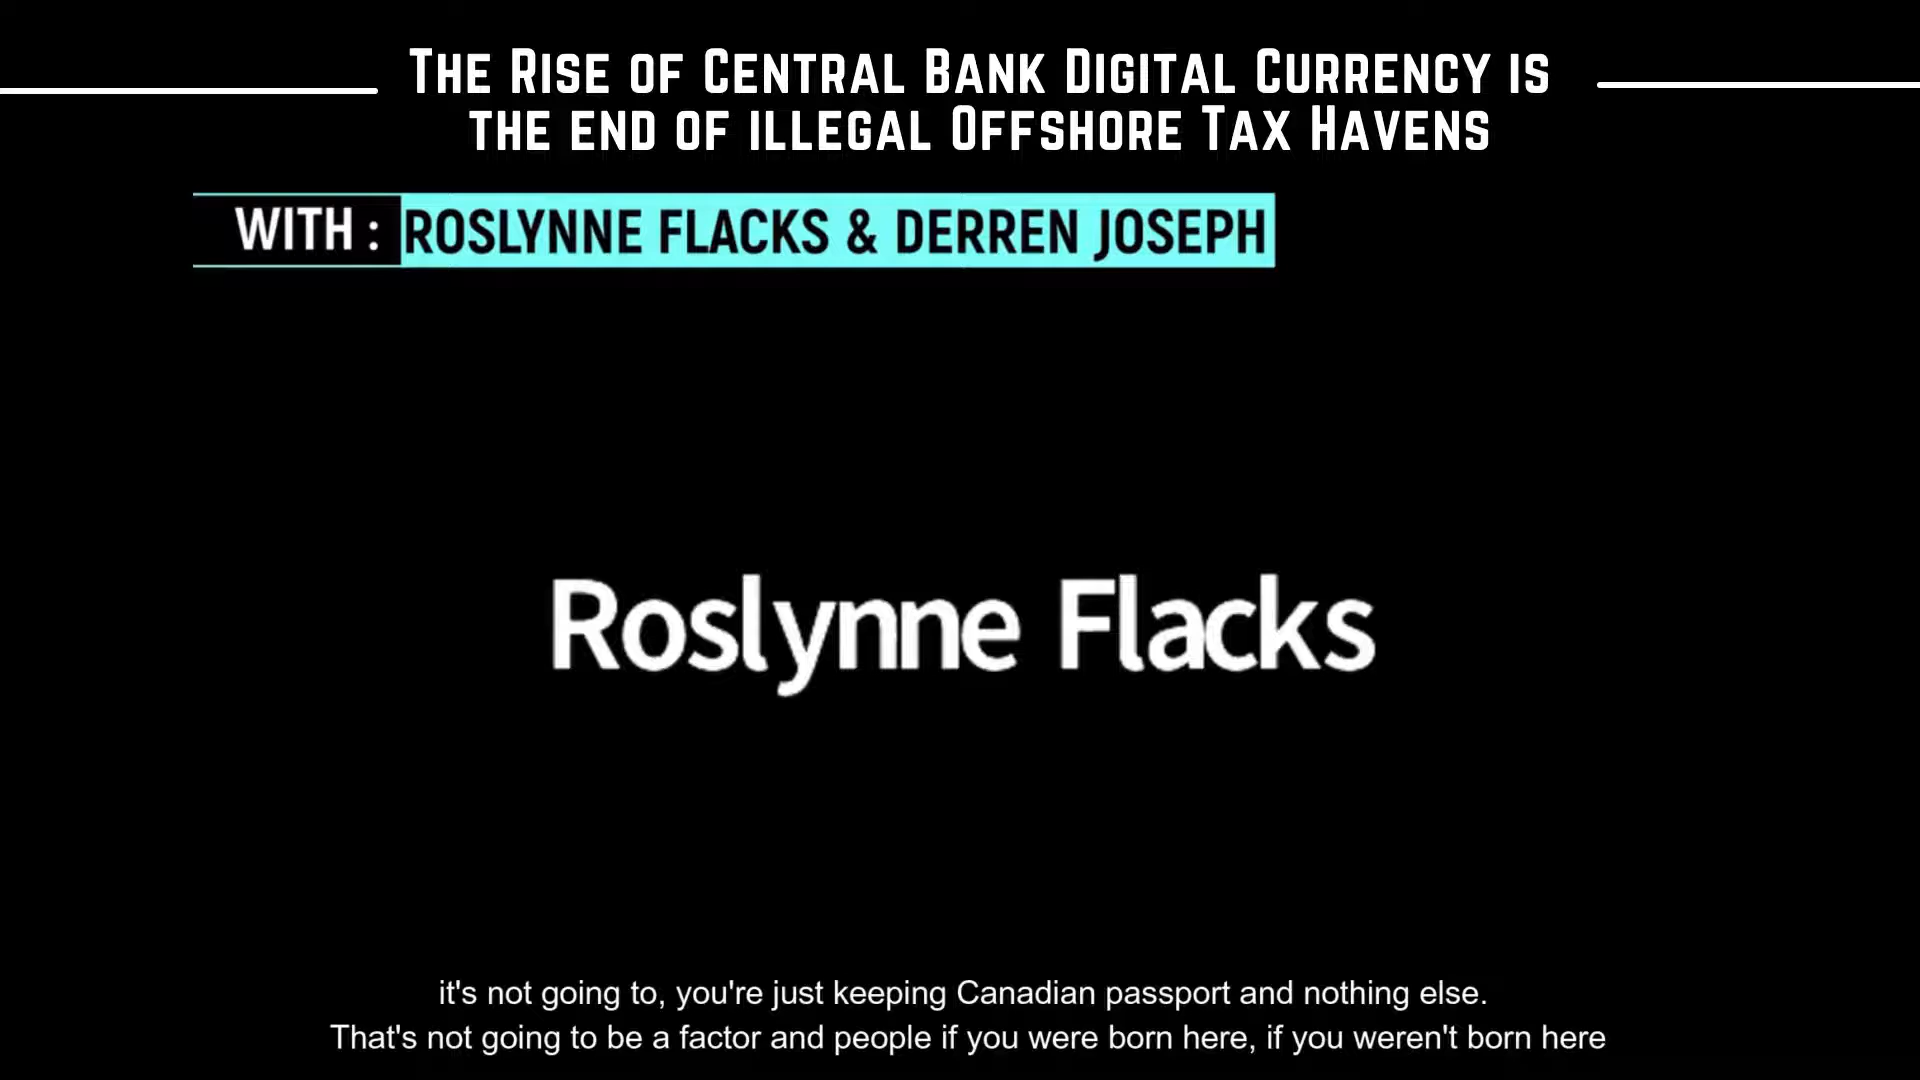 The Rise of Central Bank Digital Currency is
the end of illegal Offshore Tax Havens
WITH : ROSLYNNE FLACKS & DERREN JOSEPH
Roslynne Flacks
it's not going to, you're just keeping Canadian passport and nothing else.
That's not going to be a factor and people if you were born here, if you weren't born here